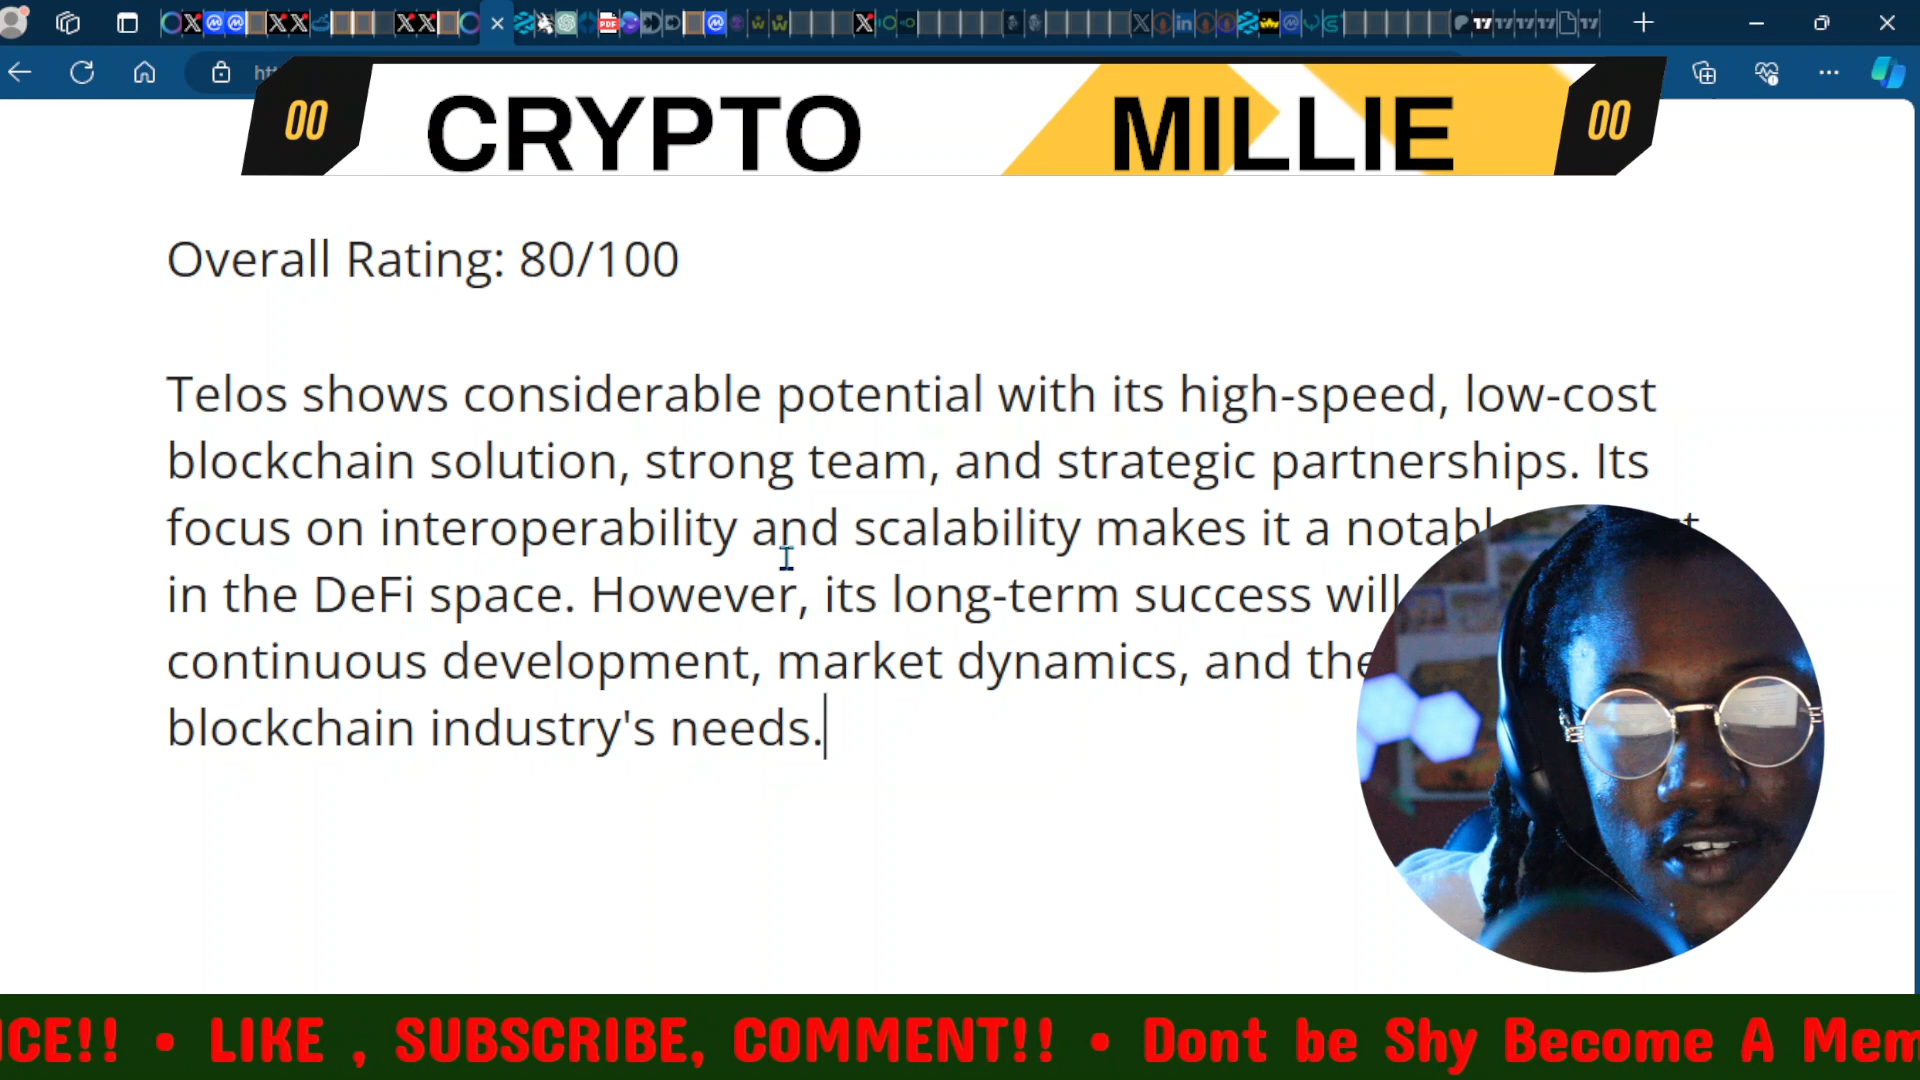 00 CRYPTO MILLIE 00
Overall Rating: 80/100
Telos shows considerable potential with its high-speed, low-cost
blockchain solution, strong team, and strategic partnerships. Its
focus on interoperability and scalability makes it a
in the DeFi space. However, its long-term success will
continuous development, market dynamics, and the
blockchain industry's needs.
ICE!! • LIKE , SUBSCRIBE, COMMENT!! • Dont be Shy Become A Mem